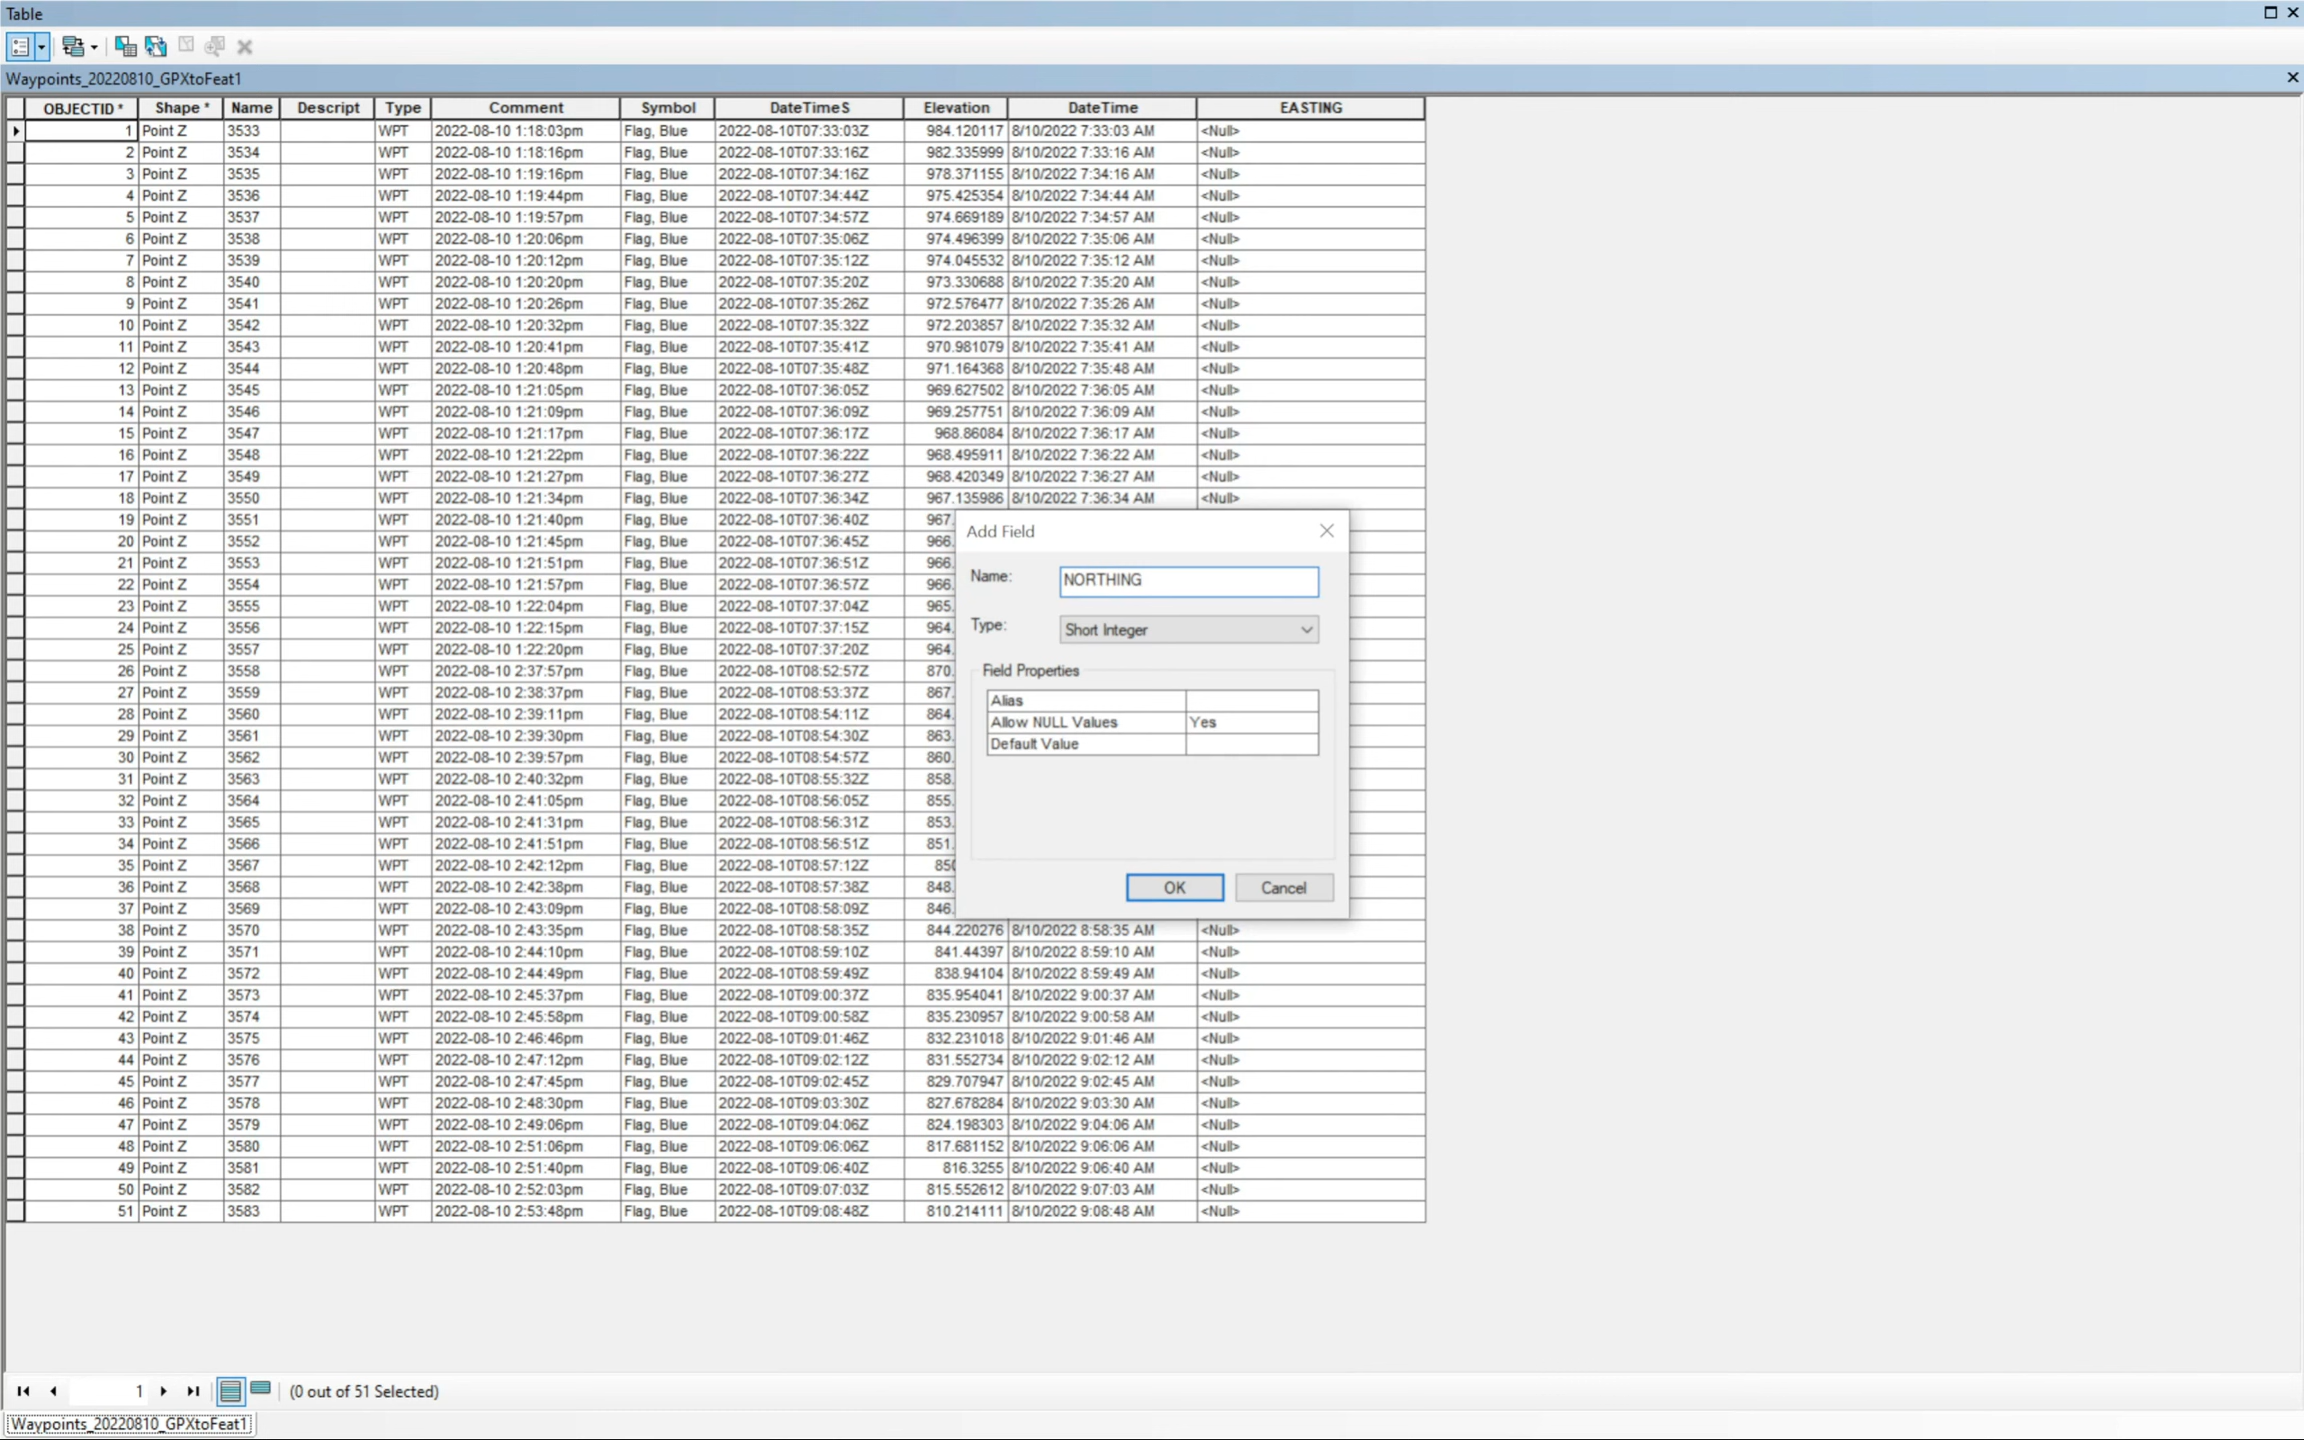 Table
Waypoints_20220810_GPXtoFeat1
OBJECTID * Shape * Name Descript Type Comment Symbol DateTimeS Elevation DateTime EASTING
1 Point Z 3533 WPT 2022-08-10 1:18:03pm Flag, Blue 2022-08-10T07:33:03Z 984.120117 8/10/2022 7:33:03 AM <Null>
2 Point Z 3534 WPT 2022-08-10 1:18:16pm Flag, Blue 2022-08-10T07:33:16Z 982.335999 8/10/2022 7:33:16 AM <Null>
3 Point Z 3535 WPT 2022-08-10 1:19:16pm Flag, Blue 2022-08-10T07:34:16Z 978.371155 8/10/2022 7:34:16 AM <Null>
4 Point Z 3536 WPT 2022-08-10 1:19:44pm Flag, Blue 2022-08-10T07:34:44Z 975.425354 8/10/2022 7:34:44 AM <Null>
5 Point Z 3537 WPT 2022-08-10 1:19:57pm Flag, Blue 2022-08-10T07:34:57Z 974.669189 8/10/2022 7:34:57 AM <Null>
6 Point Z 3538 WPT 2022-08-10 1:20:06pm Flag, Blue 2022-08-10T07:35:06Z 974.496399 8/10/2022 7:35:06 AM <Null>
7 Point Z 3539 WPT 2022-08-10 1:20:12pm Flag, Blue 2022-08-10T07:35:12Z 974.045532 8/10/2022 7:35:12 AM <Null>
8 Point Z 3540 WPT 2022-08-10 1:20:20pm Flag, Blue 2022-08-10T07:35:20Z 973.330688 8/10/2022 7:35:20 AM <Null>
9 Point Z 3541 WPT 2022-08-10 1:20:26pm Flag, Blue 2022-08-10T07:35:26Z 972.576477 8/10/2022 7:35:26 AM <Null>
10 Point Z 3542 WPT 2022-08-10 1:20:32pm Flag, Blue 2022-08-10T07:35:32Z 972.203857 8/10/2022 7:35:32 AM <Null>
11 Point Z 3543 WPT 2022-08-10 1:20:41pm Flag, Blue 2022-08-10T07:35:41Z 970.981079 8/10/2022 7:35:41 AM <Null>
12 Point Z 3544 WPT 2022-08-10 1:20:48pm Flag, Blue 2022-08-10T07:35:48Z 971.164368 8/10/2022 7:35:48 AM <Null>
13 Point Z 3545 WPT 2022-08-10 1:21:05pm Flag, Blue 2022-08-10T07:36:05Z 969.627502 8/10/2022 7:36:05 AM <Null>
14 Point Z 3546 WPT 2022-08-10 1:21:09pm Flag, Blue 2022-08-10T07:36:09Z 969.257751 8/10/2022 7:36:09 AM <Null>
15 Point Z 3547 WPT 2022-08-10 1:21:17pm Flag, Blue 2022-08-10T07:36:17Z 968.86084 8/10/2022 7:36:17 AM <Null>
16 Point Z 3548 WPT 2022-08-10 1:21:22pm Flag, Blue 2022-08-10T07:36:22Z 968.495911 8/10/2022 7:36:22 AM <Null>
17 Point Z 3549 WPT 2022-08-10 1:21:27pm Flag, Blue 2022-08-10T07:36:27Z 968.420349 8/10/2022 7:36:27 AM <Null>
18 Point Z 3550 WPT 2022-08-10 1:21:34pm Flag, Blue 2022-08-10T07:36:34Z 967.135986 8/10/2022 7:36:34 AM <Null>
19 Point Z 3551 WPT 2022-08-10 1:21:40pm Flag, Blue 2022-08-10T07:36:40Z 967.
20 Point Z 3552 WPT 2022-08-10 1:21:45pm Flag, Blue 2022-08-10T07:36:45Z 966.
21 Point Z 3553 WPT 2022-08-10 1:21:51pm Flag, Blue 2022-08-10T07:36:51Z 966.
22 Point Z 3554 WPT 2022-08-10 1:21:57pm Flag, Blue 2022-08-10T07:36:57Z 966.
23 Point Z 3555 WPT 2022-08-10 1:22:04pm Flag, Blue 2022-08-10T07:37:04Z 965.
24 Point Z 3556 WPT 2022-08-10 1:22:15pm Flag, Blue 2022-08-10T07:37:15Z 964.
25 Point Z 3557 WPT 2022-08-10 1:22:20pm Flag, Blue 2022-08-10T07:37:20Z 964.
26 Point Z 3558 WPT 2022-08-10 2:37:57pm Flag, Blue 2022-08-10T08:52:57Z 870.
27 Point Z 3559 WPT 2022-08-10 2:38:37pm Flag, Blue 2022-08-10T08:53:37Z 867.
28 Point Z 3560 WPT 2022-08-10 2:39:11pm Flag, Blue 2022-08-10T08:54:11Z 864.
29 Point Z 3561 WPT 2022-08-10 2:39:30pm Flag, Blue 2022-08-10T08:54:30Z 863.
30 Point Z 3562 WPT 2022-08-10 2:39:57pm Flag, Blue 2022-08-10T08:54:57Z 860.
31 Point Z 3563 WPT 2022-08-10 2:40:32pm Flag, Blue 2022-08-10T08:55:32Z 858.
32 Point Z 3564 WPT 2022-08-10 2:41:05pm Flag, Blue 2022-08-10T08:56:05Z 855.
33 Point Z 3565 WPT 2022-08-10 2:41:31pm Flag, Blue 2022-08-10T08:56:31Z 853.
34 Point Z 3566 WPT 2022-08-10 2:41:51pm Flag, Blue 2022-08-10T08:56:51Z 851.
35 Point Z 3567 WPT 2022-08-10 2:42:12pm Flag, Blue 2022-08-10T08:57:12Z 850
36 Point Z 3568 WPT 2022-08-10 2:42:38pm Flag, Blue 2022-08-10T08:57:38Z 848.
37 Point Z 3569 WPT 2022-08-10 2:43:09pm Flag, Blue 2022-08-10T08:58:09Z 846.
38 Point Z 3570 WPT 2022-08-10 2:43:35pm Flag, Blue 2022-08-10T08:58:35Z 844.220276 8/10/2022 8:58:35 AM <Null>
39 Point Z 3571 WPT 2022-08-10 2:44:10pm Flag, Blue 2022-08-10T08:59:10Z 841.44397 8/10/2022 8:59:10 AM <Null>
40 Point Z 3572 WPT 2022-08-10 2:44:49pm Flag, Blue 2022-08-10T08:59:49Z 838.94104 8/10/2022 8:59:49 AM <Null>
41 Point Z 3573 WPT 2022-08-10 2:45:37pm Flag, Blue 2022-08-10T09:00:37Z 835.954041 8/10/2022 9:00:37 AM <Null>
42 Point Z 3574 WPT 2022-08-10 2:45:58pm Flag, Blue 2022-08-10T09:00:58Z 835.230957 8/10/2022 9:00:58 AM <Null>
43 Point Z 3575 WPT 2022-08-10 2:46:46pm Flag, Blue 2022-08-10T09:01:46Z 832.231018 8/10/2022 9:01:46 AM <Null>
44 Point Z 3576 WPT 2022-08-10 2:47:12pm Flag, Blue 2022-08-10T09:02:12Z 831.552734 8/10/2022 9:02:12 AM <Null>
45 Point Z 3577 WPT 2022-08-10 2:47:45pm Flag, Blue 2022-08-10T09:02:45Z 829.707947 8/10/2022 9:02:45 AM <Null>
46 Point Z 3578 WPT 2022-08-10 2:48:30pm Flag, Blue 2022-08-10T09:03:30Z 827.678284 8/10/2022 9:03:30 AM <Null>
47 Point Z 3579 WPT 2022-08-10 2:49:06pm Flag, Blue 2022-08-10T09:04:06Z 824.198303 8/10/2022 9:04:06 AM <Null>
48 Point Z 3580 WPT 2022-08-10 2:51:06pm Flag, Blue 2022-08-10T09:06:06Z 817.681152 8/10/2022 9:06:06 AM <Null>
49 Point Z 3581 WPT 2022-08-10 2:51:40pm Flag, Blue 2022-08-10T09:06:40Z 816.3255 8/10/2022 9:06:40 AM <Null>
50 Point Z 3582 WPT 2022-08-10 2:52:03pm Flag, Blue 2022-08-10T09:07:03Z 815.552612 8/10/2022 9:07:03 AM <Null>
51 Point Z 3583 WPT 2022-08-10 2:53:48pm Flag, Blue 2022-08-10T09:08:48Z 810.214111 8/10/2022 9:08:48 AM <Null>
Add Field
Name: NORTHING
Type: Short Integer
Field Properties
Alias
Allow NULL Values Yes
Default Value
OK Cancel
1 (0 out of 51 Selected)
Waypoints_20220810_GPXtoFeat1